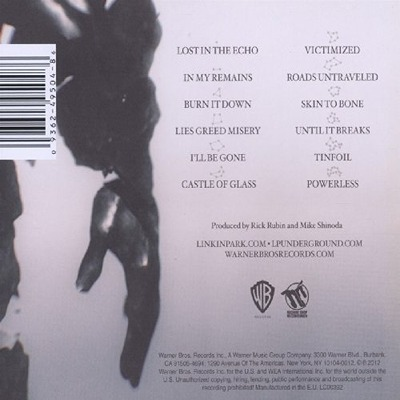 LOST IN THE ECHO
IN MY REMAINS
BURN IT DOWN
LIES GREED MISERY
I'LL BE GONE
CASTLE OF GLASS
VICTIMIZED
ROADS UNTRAVELED
SKIN TO BONE
UNTIL IT BREAKS
TINFOIL
POWERLESS
0 93624 95048 6
Produced by Rick Rubin and Mike Shinoda
LINKINPARK.COM • LPUNDERGROUND.COM
WARNERBROSRECORDS.COM
WB
Warner Bros. Records Inc., A Warner Music Group Company, 3300 Warner Blvd., Burbank,
CA 91505-4694, 1290 Avenue Of The Americas, New York, NY 10104-0012. © ℗ 2012
Warner Bros. Records Inc. for the U.S. and WEA International Inc. for the world outside the
U.S. Unauthorized copying, hiring, lending, public performance and broadcasting of this
recording prohibited. Manufactured in the E.U. LC00392